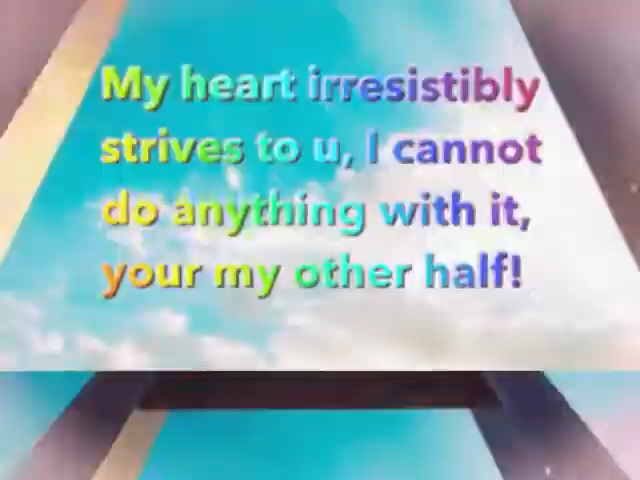 My heart irresistibly
strives to u, I cannot
do anything with it,
your my other half!